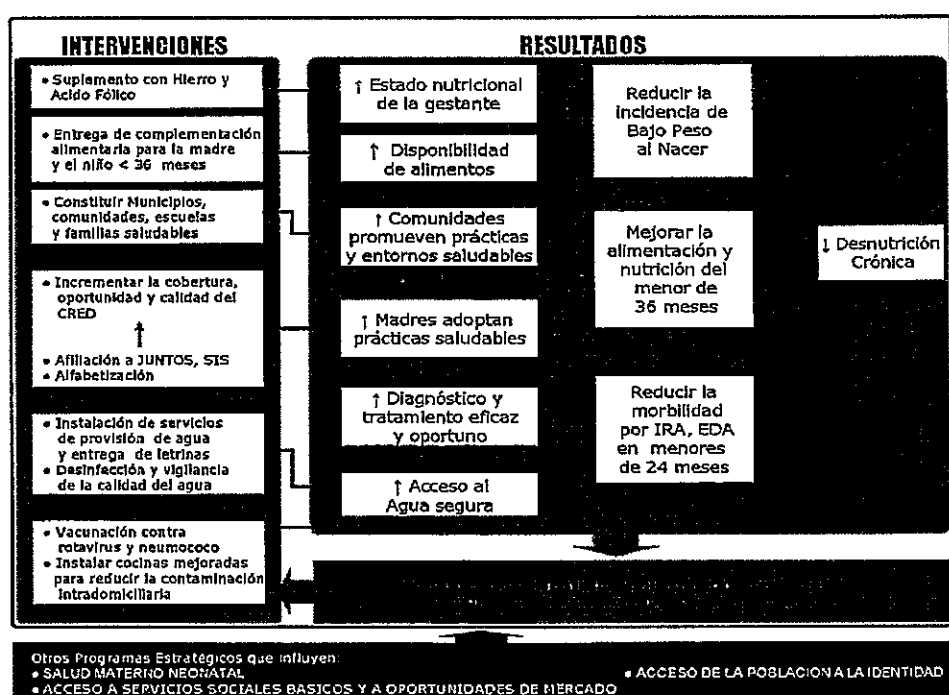 INTERVENCIONES
• Suplemento con Hierro y
Acido Fólico
• Entrega de complementación
alimentaria para la madre
y el niño < 36 meses
• Constituir Municipios,
comunidades, escuelas
y familias saludables
• Incrementar la cobertura,
oportunidad y calidad del
CRED
↑
• Afiliación a JUNTOS, SIS
• Alfabetización
• Instalación de servicios
de provisión de agua
y entrega de letrinas
• Desinfección y vigilancia
de la calidad del agua
• Vacunación contra
rotavirus y neumococo
• Instalar cocinas mejoradas
para reducir la contaminación
intradomiciliaria
RESULTADOS
↑ Estado nutricional
de la gestante
↑ Disponibilidad
de alimentos
↑ Comunidades
promueven prácticas
y entornos saludables
↑ Madres adoptan
prácticas saludables
↑ Diagnóstico y
tratamiento eficaz
y oportuno
↑ Acceso al
Agua segura
Reducir la
incidencia de
Bajo Peso
al Nacer
Mejorar la
alimentación y
nutrición del
menor de
36 meses
Reducir la
morbilidad
por IRA, EDA
en menores
de 24 meses
↓ Desnutrición
Crónica
Otros Programas Estratégicos que influyen:
• SALUD MATERNO NEONATAL
• ACCESO DE LA POBLACION A LA IDENTIDAD
• ACCESO A SERVICIOS SOCIALES BASICOS Y A OPORTUNIDADES DE MERCADO